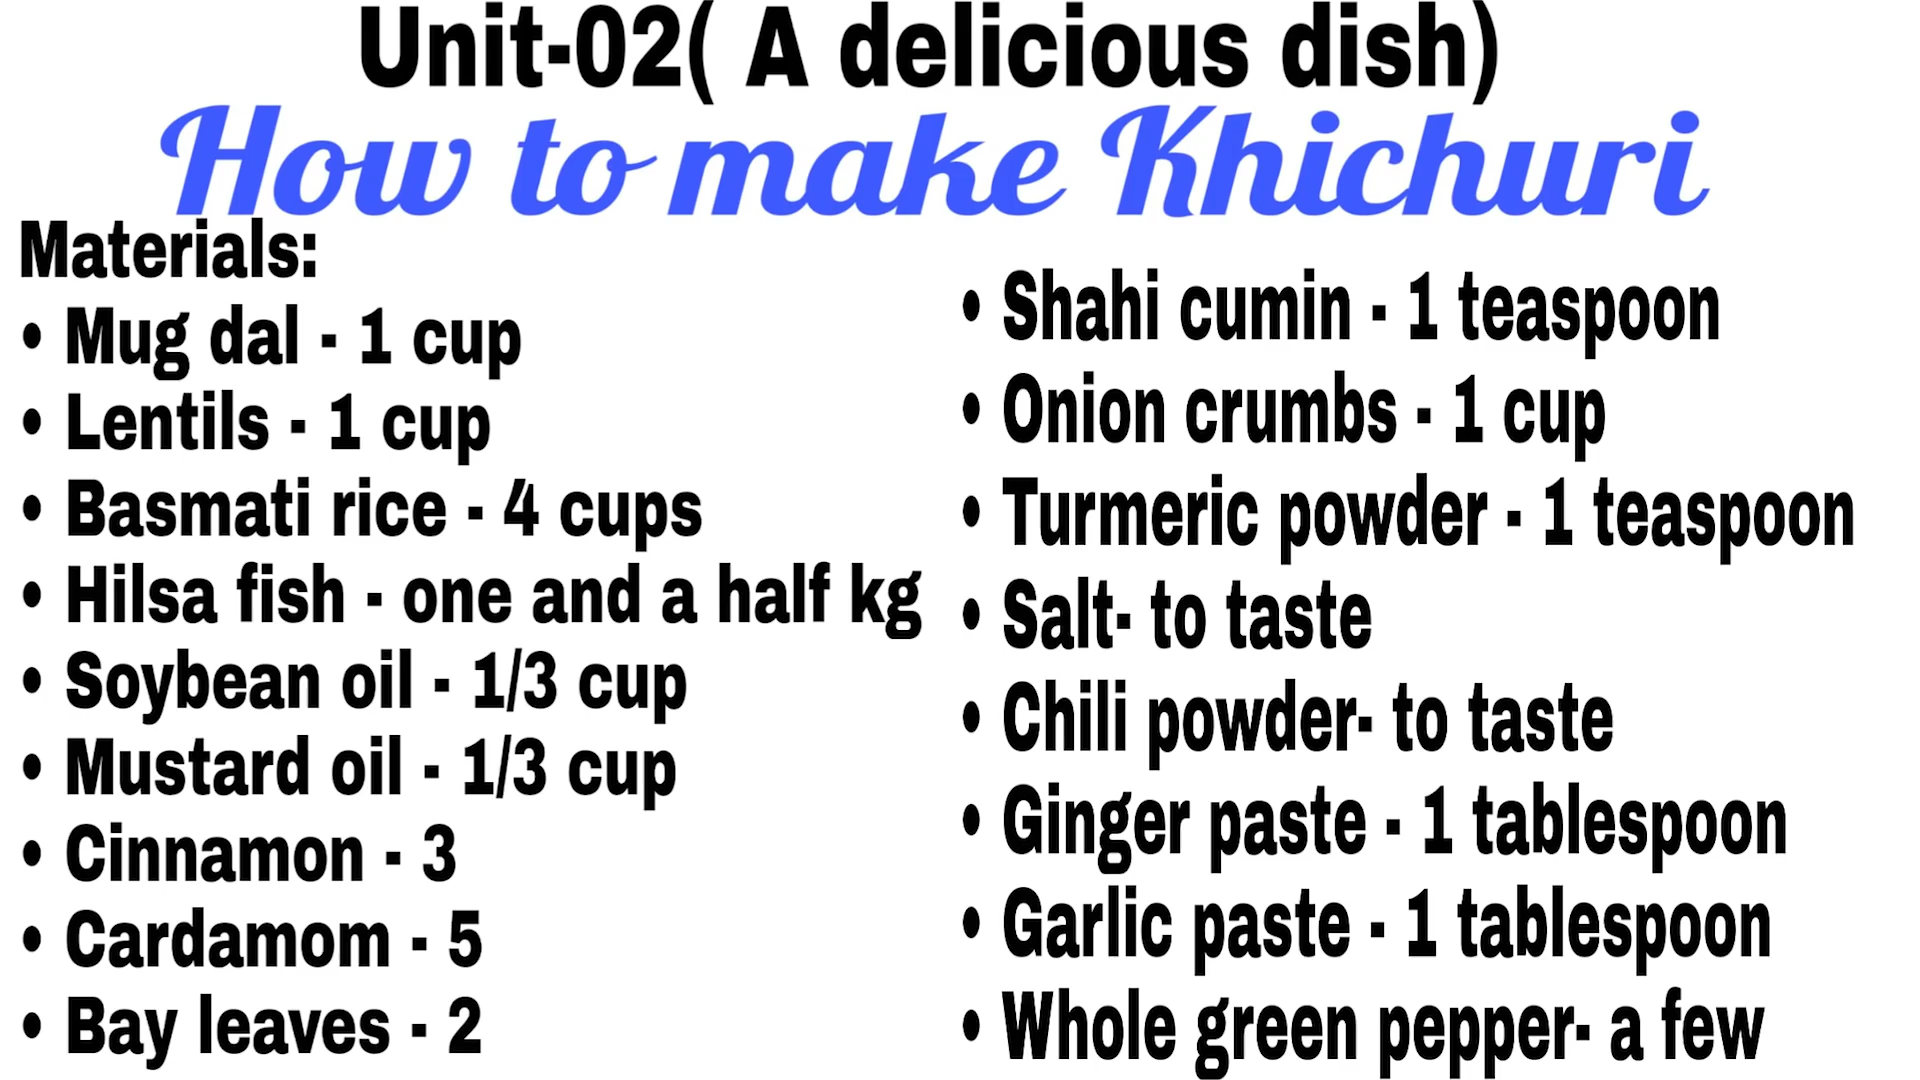 Unit-02( A delicious dish)
How to make Khichuri
Materials:
• Mug dal - 1 cup
• Lentils - 1 cup
• Basmati rice - 4 cups
• Hilsa fish - one and a half kg
• Soybean oil - 1/3 cup
• Mustard oil - 1/3 cup
• Cinnamon - 3
• Cardamom - 5
• Bay leaves - 2
• Shahi cumin - 1 teaspoon
• Onion crumbs - 1 cup
• Turmeric powder - 1 teaspoon
• Salt- to taste
• Chili powder- to taste
• Ginger paste - 1 tablespoon
• Garlic paste - 1 tablespoon
• Whole green pepper- a few